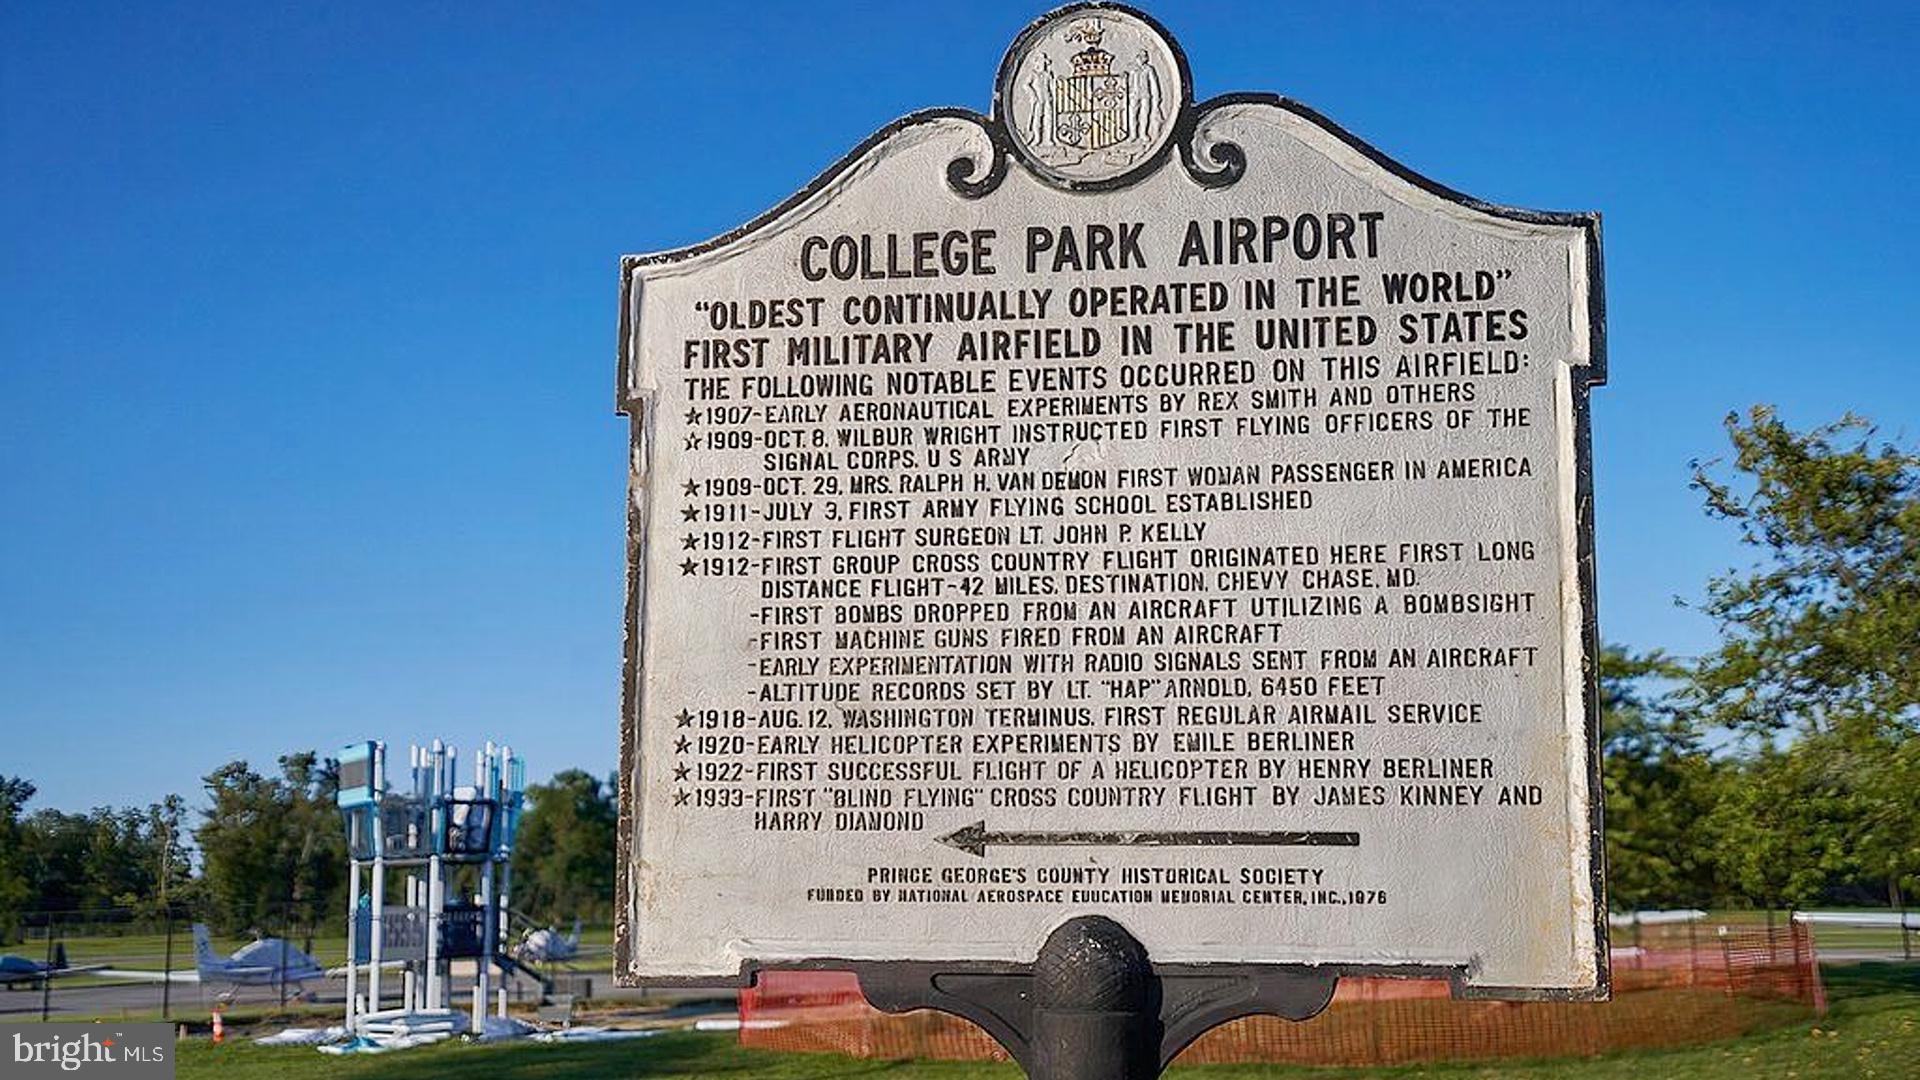 COLLEGE PARK AIRPORT
"OLDEST CONTINUALLY OPERATED IN THE WORLD"
FIRST MILITARY AIRFIELD IN THE UNITED STATES
THE FOLLOWING NOTABLE EVENTS OCCURRED ON THIS AIRFIELD:
★1907-EARLY AERONAUTICAL EXPERIMENTS BY REX SMITH AND OTHERS
★1909-OCT. 8, WILBUR WRIGHT INSTRUCTED FIRST FLYING OFFICERS OF THE
SIGNAL CORPS, U S ARMY
★1909-OCT. 29, MRS. RALPH H. VAN DEMON FIRST WOMAN PASSENGER IN AMERICA
★1911-JULY 3, FIRST ARMY FLYING SCHOOL ESTABLISHED
★1912-FIRST FLIGHT SURGEON LT. JOHN P. KELLY
★1912-FIRST GROUP CROSS COUNTRY FLIGHT ORIGINATED HERE FIRST LONG
DISTANCE FLIGHT-42 MILES, DESTINATION, CHEVY CHASE, MD.
-FIRST BOMBS DROPPED FROM AN AIRCRAFT UTILIZING A BOMBSIGHT
-FIRST MACHINE GUNS FIRED FROM AN AIRCRAFT
-EARLY EXPERIMENTATION WITH RADIO SIGNALS SENT FROM AN AIRCRAFT
-ALTITUDE RECORDS SET BY LT. "HAP" ARNOLD, 6450 FEET
★1918-AUG. 12, WASHINGTON TERMINUS, FIRST REGULAR AIRMAIL SERVICE
★1920-EARLY HELICOPTER EXPERIMENTS BY EMILE BERLINER
★1922-FIRST SUCCESSFUL FLIGHT OF A HELICOPTER BY HENRY BERLINER
★1933-FIRST "BLIND FLYING" CROSS COUNTRY FLIGHT BY JAMES KINNEY AND
HARRY DIAMOND
PRINCE GEORGE'S COUNTY HISTORICAL SOCIETY
FUNDED BY NATIONAL AEROSPACE EDUCATION MEMORIAL CENTER, INC., 1976
bright™ MLS